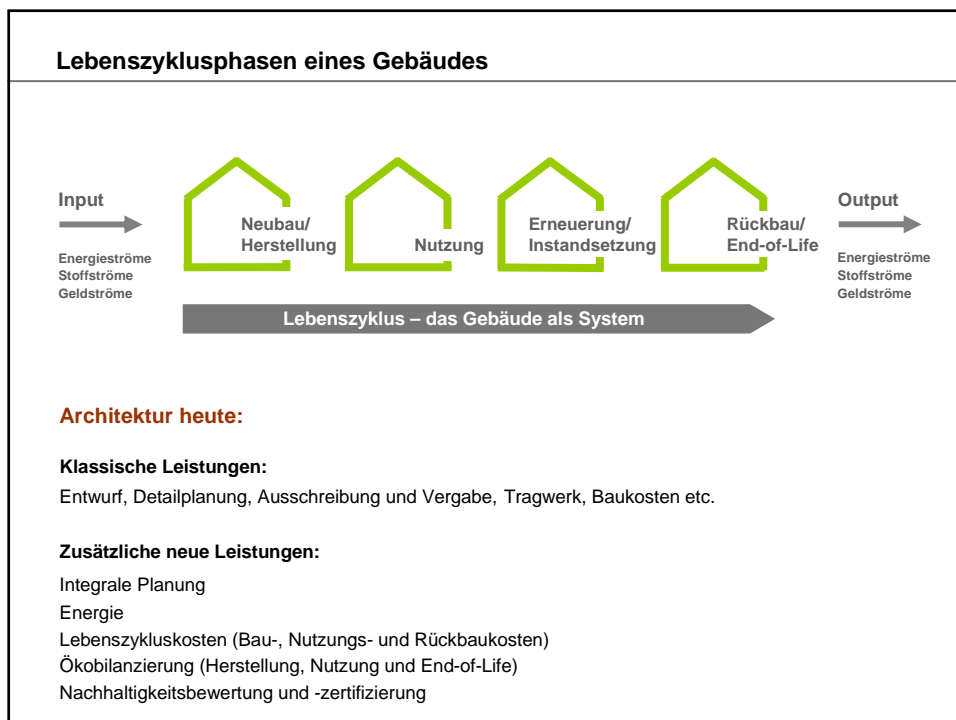 Lebenszyklusphasen eines Gebäudes
Input
Energieströme
Stoffströme
Geldströme
Neubau/
Herstellung
Nutzung
Erneuerung/
Instandsetzung
Rückbau/
End-of-Life
Output
Energieströme
Stoffströme
Geldströme
Lebenszyklus – das Gebäude als System
Architektur heute:
Klassische Leistungen:
Entwurf, Detailplanung, Ausschreibung und Vergabe, Tragwerk, Baukosten etc.
Zusätzliche neue Leistungen:
Integrale Planung
Energie
Lebenszykluskosten (Bau-, Nutzungs- und Rückbaukosten)
Ökobilanzierung (Herstellung, Nutzung und End-of-Life)
Nachhaltigkeitsbewertung und -zertifizierung